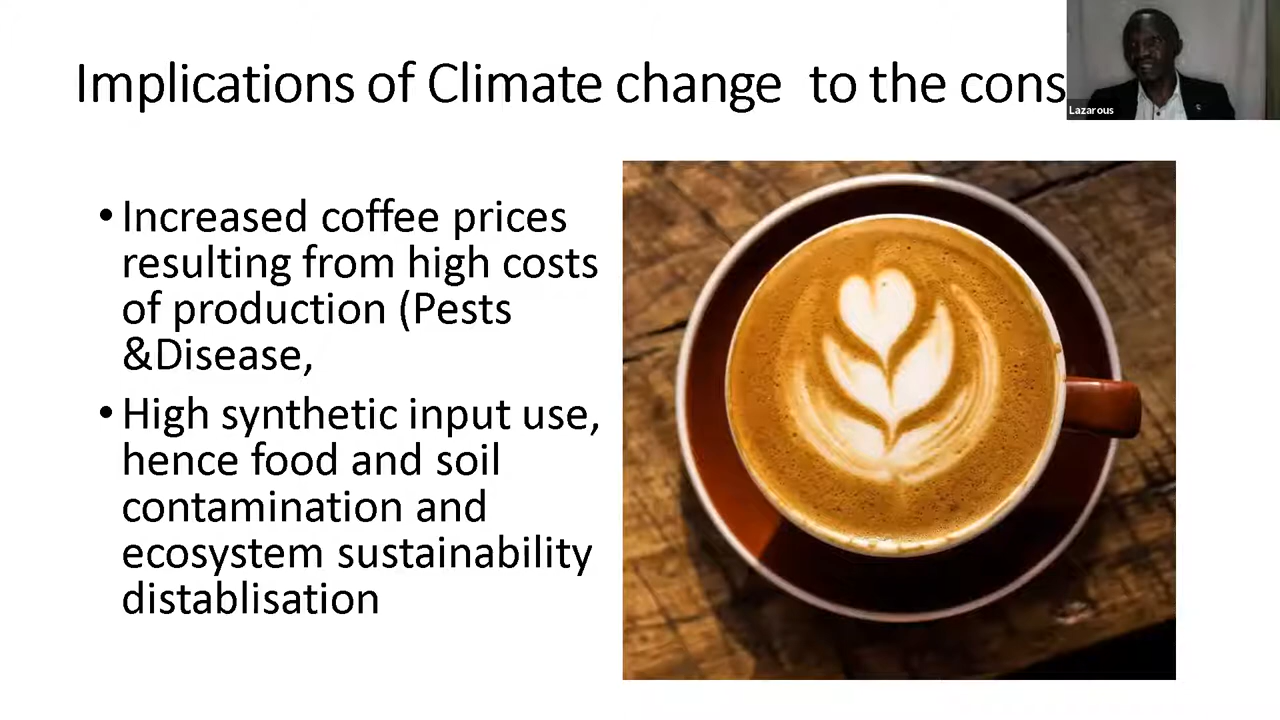 Implications of Climate change to the cons
Lazarous
• Increased coffee prices
resulting from high costs
of production (Pests
&Disease,
• High synthetic input use,
hence food and soil
contamination and
ecosystem sustainability
distablisation